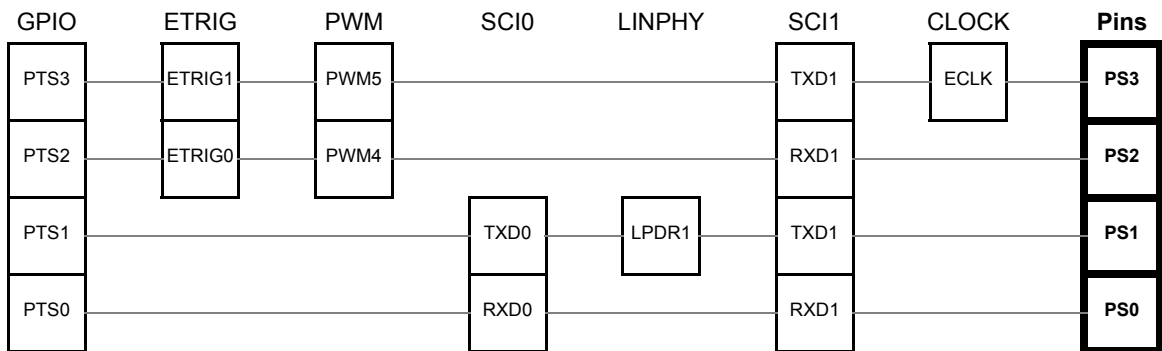 GPIO ETRIG PWM SCI0 LINPHY SCI1 CLOCK Pins
PTS3 ETRIG1 PWM5 TXD1 ECLK PS3
PTS2 ETRIG0 PWM4 RXD1 PS2
PTS1 TXD0 LPDR1 TXD1 PS1
PTS0 RXD0 RXD1 PS0